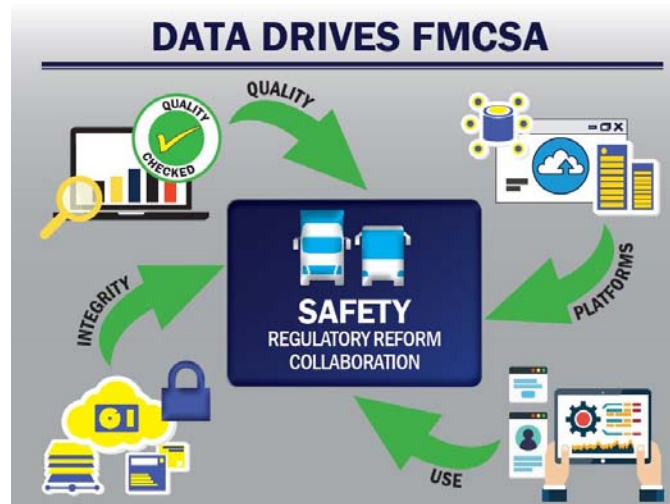 DATA DRIVES FMCSA
QUALITY
CHECKED
QUALITY
PLATFORMS
INTEGRITY
USE
SAFETY
REGULATORY REFORM
COLLABORATION